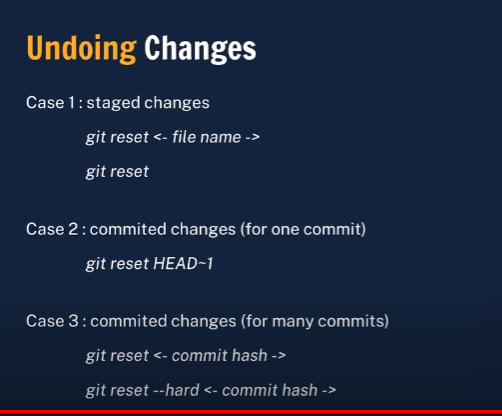 Undoing Changes
Case 1 : staged changes
git reset <- file name ->
git reset
Case 2 : commited changes (for one commit)
git reset HEAD~1
Case 3 : commited changes (for many commits)
git reset <- commit hash ->
git reset --hard <- commit hash ->